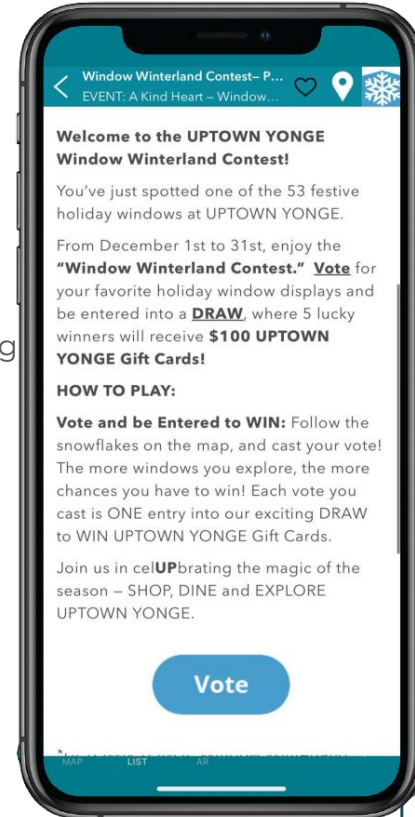 Window Winterland Contest– P...
EVENT: A Kind Heart – Window...
Welcome to the UPTOWN YONGE
Window Winterland Contest!
You've just spotted one of the 53 festive
holiday windows at UPTOWN YONGE.
From December 1st to 31st, enjoy the
"Window Winterland Contest." Vote for
your favorite holiday window displays and
be entered into a DRAW, where 5 lucky
winners will receive $100 UPTOWN
g
YONGE Gift Cards!
HOW TO PLAY:
Vote and be Entered to WIN: Follow the
snowflakes on the map, and cast your vote!
The more windows you explore, the more
chances you have to win! Each vote you
cast is ONE entry into our exciting DRAW
to WIN UPTOWN YONGE Gift Cards.
Join us in celUPbrating the magic of the
season – SHOP, DINE and EXPLORE
UPTOWN YONGE.
Vote
MAP LIST AR